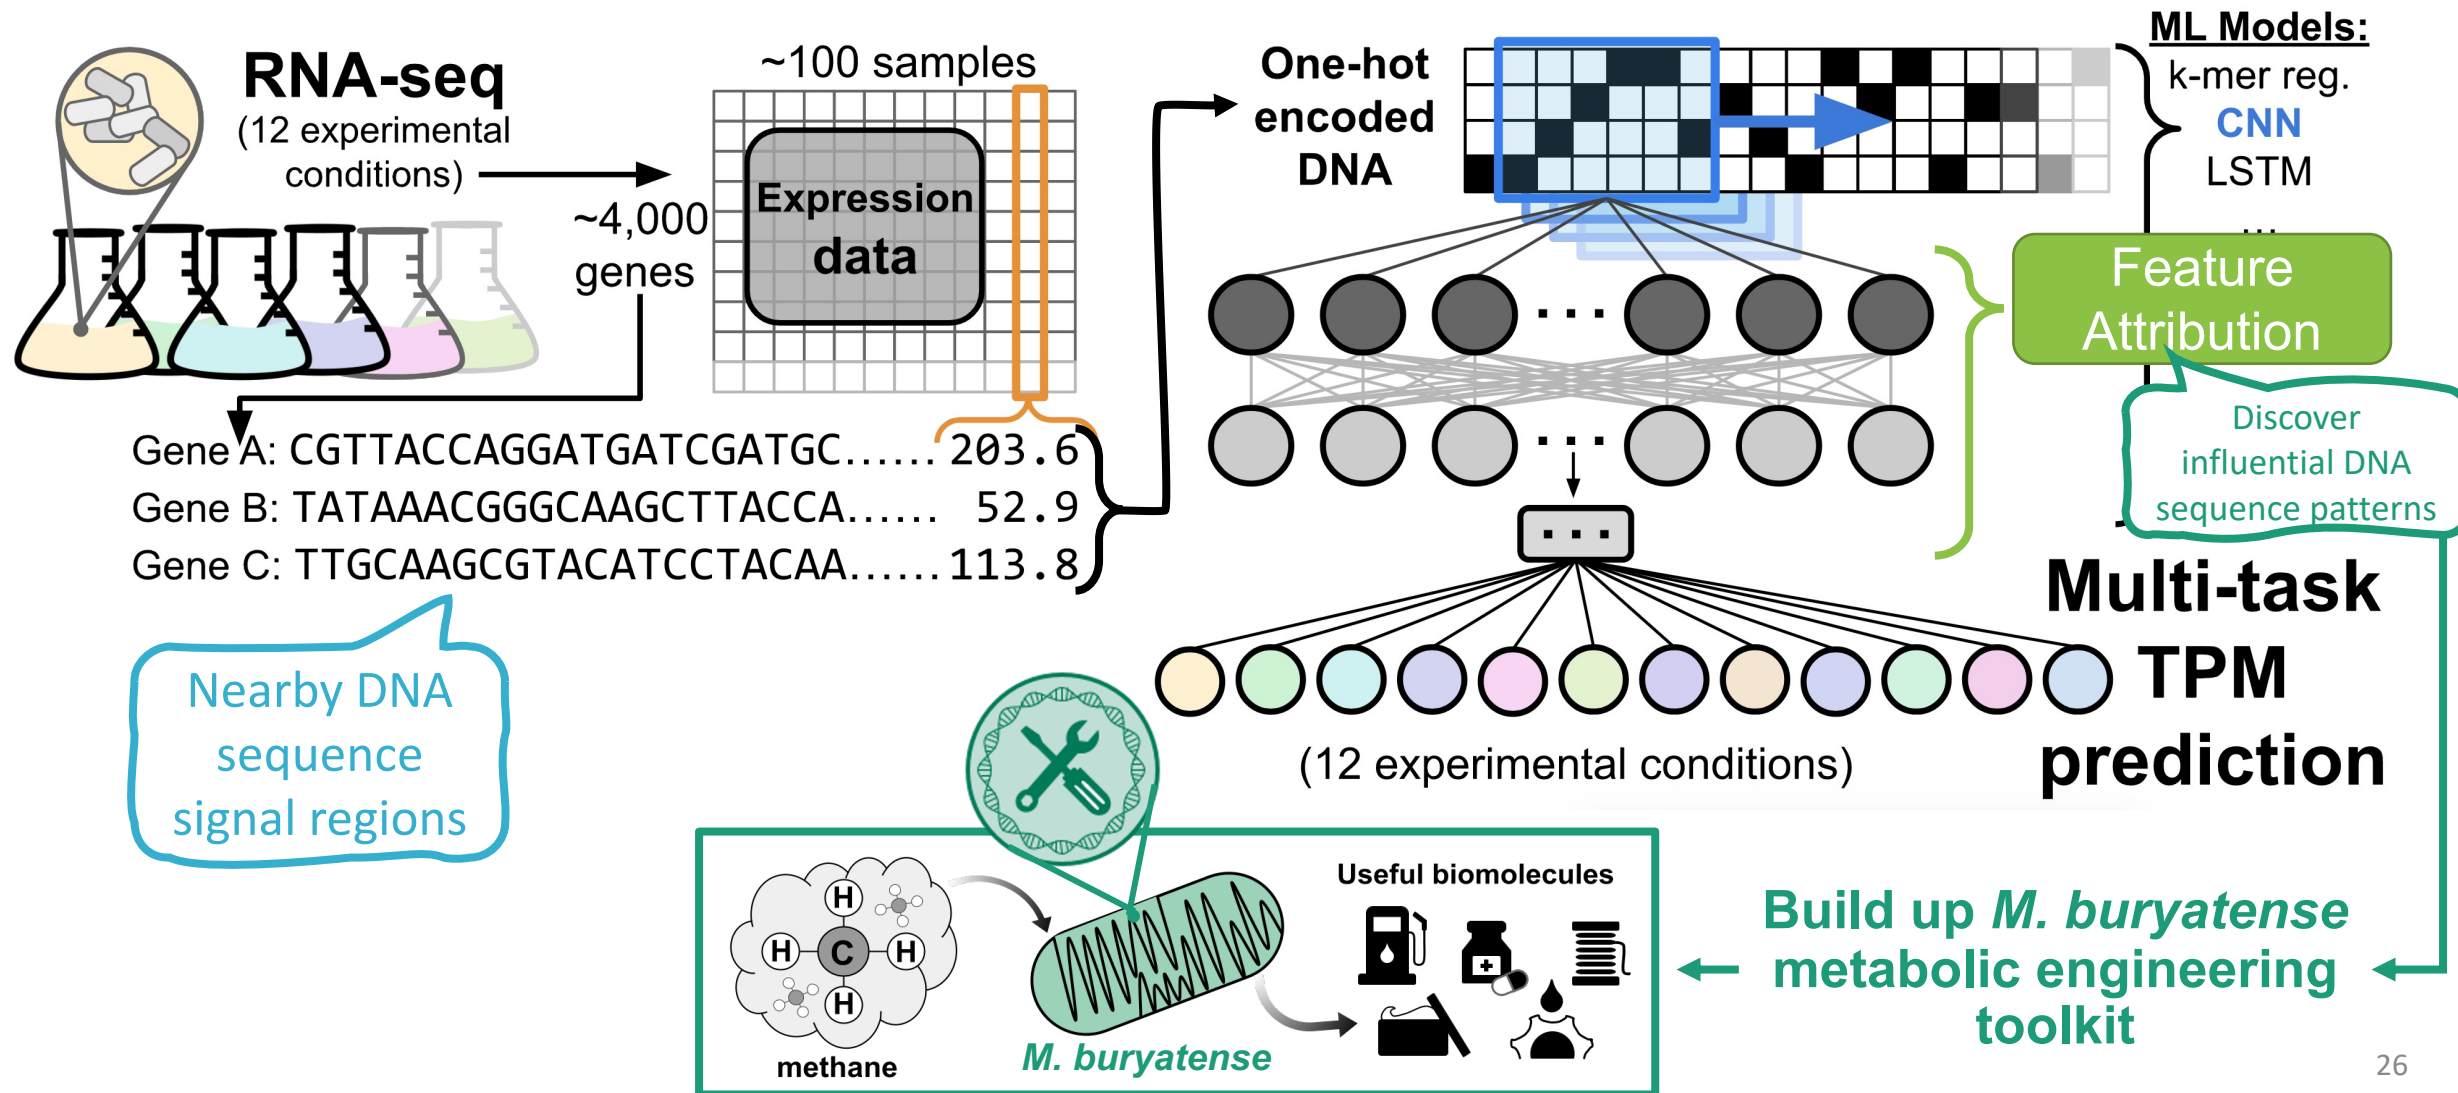 RNA-seq
(12 experimental
conditions)
~100 samples
~4,000
genes
Expression
data
Gene A: CGTTACCAGGATGATCGATGC...... 203.6
Gene B: TATAAACGGGCAAGCTTACCA...... 52.9
Gene C: TTGCAAGCGTACATCCTACAA...... 113.8
Nearby DNA
sequence
signal regions
One-hot
encoded
DNA
ML Models:
k-mer reg.
CNN
LSTM
...
Feature
Attribution
Discover
influential DNA
sequence patterns
...
...
...
Multi-task
TPM
prediction
(12 experimental conditions)
H
H
C
H
H
methane
M. buryatense
Useful biomolecules
Build up M. buryatense
metabolic engineering
toolkit
26